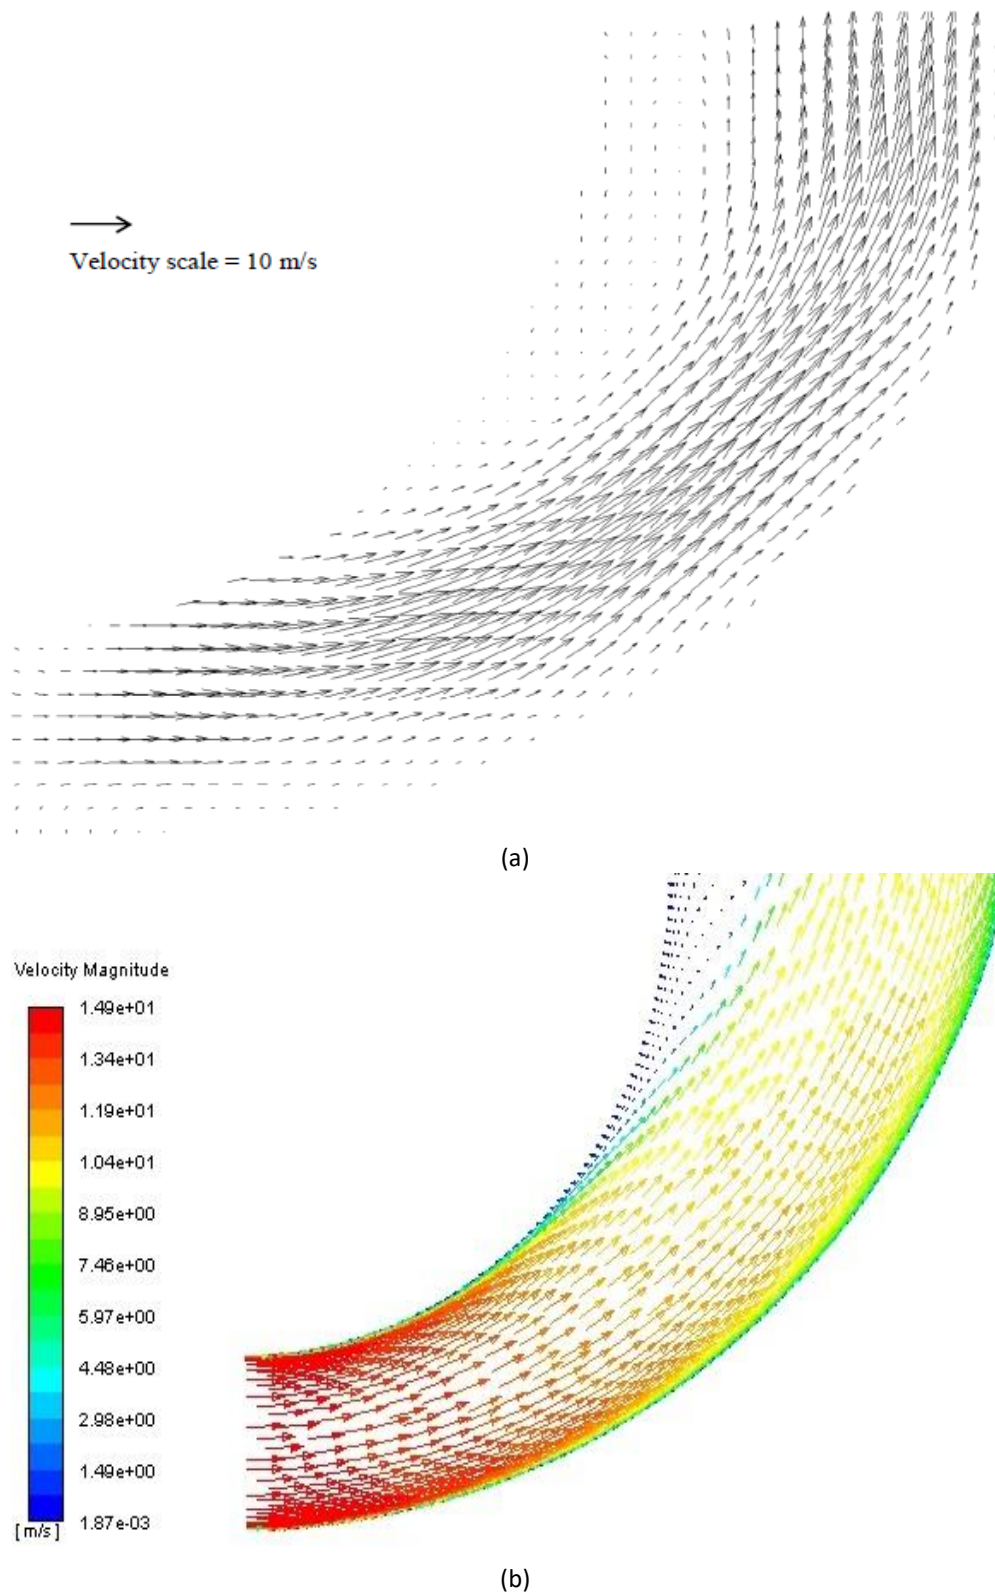 Velocity scale = 10 m/s
(a)
Velocity Magnitude
1.49e+01
1.34e+01
1.19e+01
1.04e+01
8.95e+00
7.46e+00
5.97e+00
4.48e+00
2.98e+00
1.49e+00
1.87e-03
[m/s]
(b)